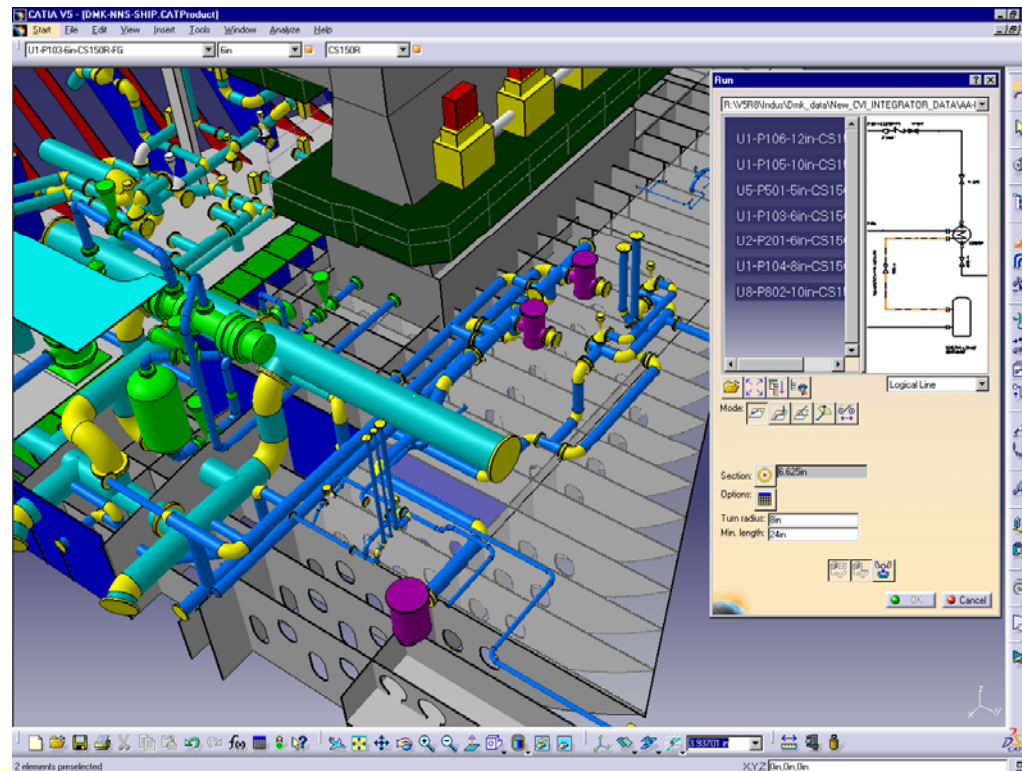 CATIA V5 - [DMK-NNS-SHIP.CATProduct]
Start File Edit View Insert Tools Window Analyze Help
U1-P103-6in-CS150R-FG 6in CS150R
Run
R:\V5R8\Indus\Dmk_data\New_CVI_INTEGRATOR_DATA\AA-
U1-P106-12in-CS1
U1-P105-10in-CS1
U5-P501-5in-CS15
U1-P103-6in-CS15
U2-P201-6in-CS15
U1-P104-8in-CS15
U8-P802-10in-CS1
Logical Line
Mode:
Section: 6.625in
Options:
Turn radius: 8in
Min. length: 24in
OK Cancel
z
x y
f(x) 3.93701 in
2 elements preselected XYZ 0in,0in,0in